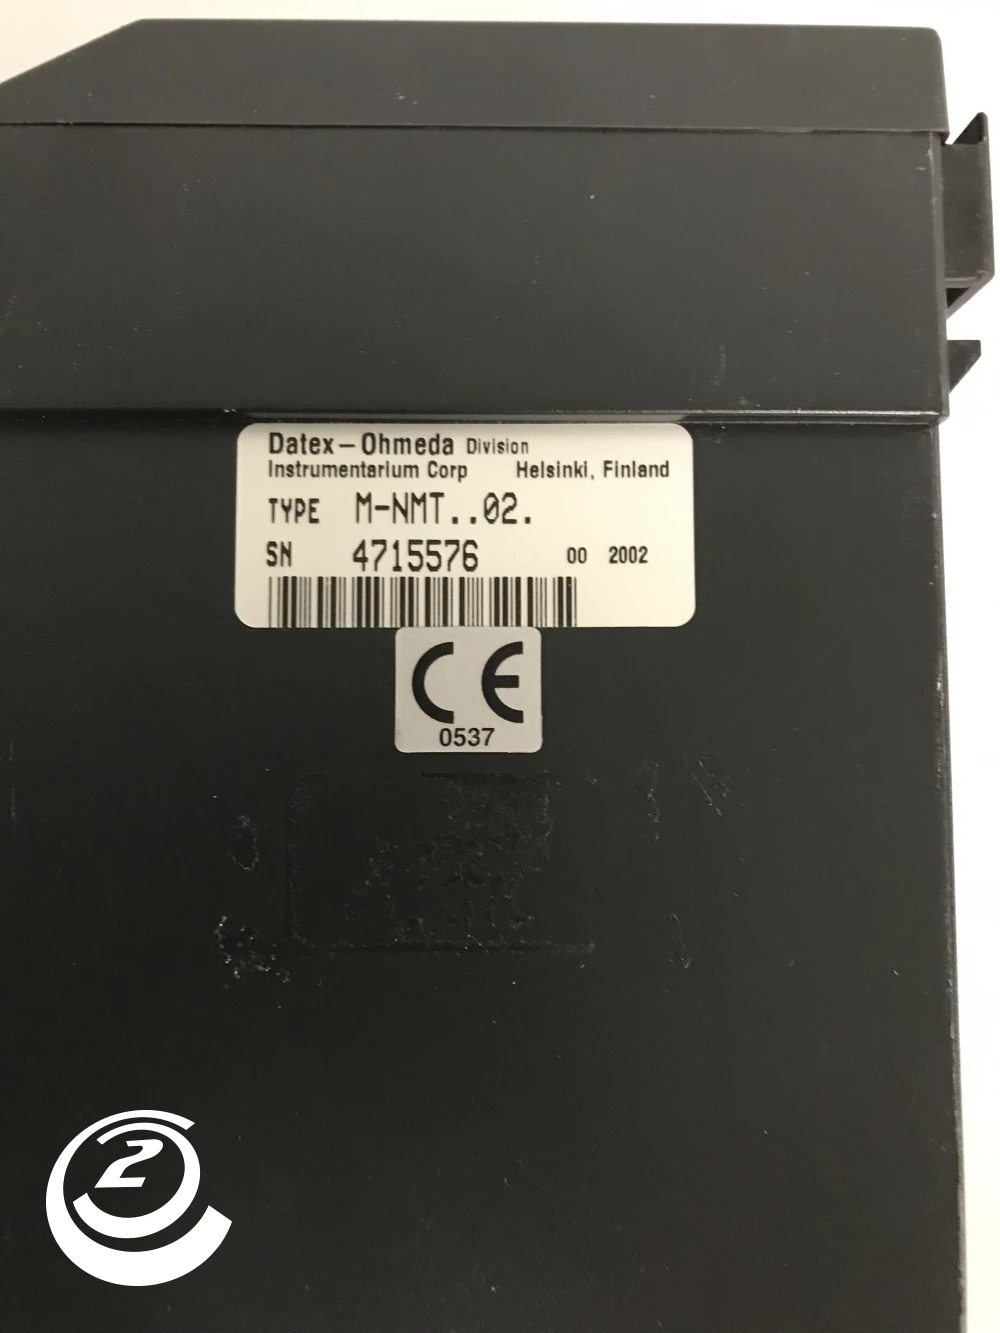 Datex-Ohmeda Division
Instrumentarium Corp Helsinki, Finland
TYPE M-NMT..02.
SN 4715576 00 2002
CE
0537
2